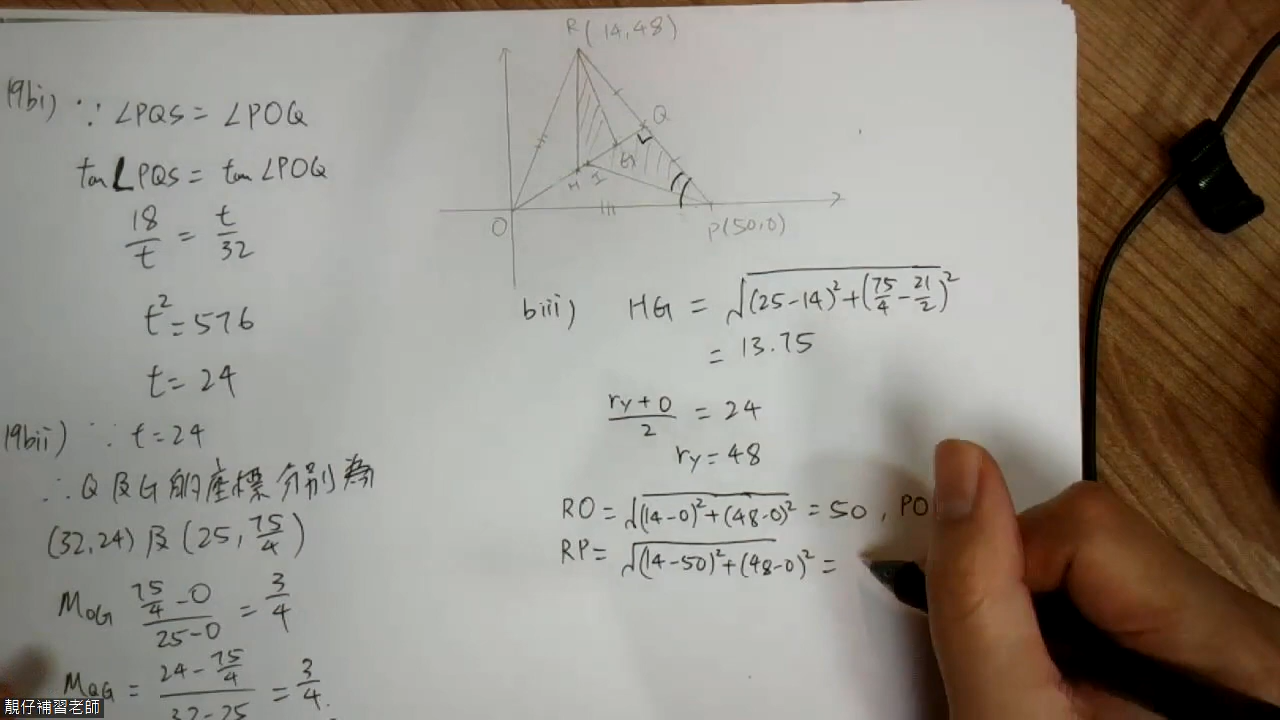 19bi) ∵ ∠PQS = ∠POQ
tan∠PQS = tan∠POQ
18/t = t/32
t² = 576
t = 24
19bii) ∵ t = 24
∴ Q 及 G 的座標分別為
(32,24) 及 (25, 75/4)
M_OG (75/4 - 0)/(25-0) = 3/4
M_QG = (24 - 75/4)/(32-25) = 3/4.
R(14,48)
Q
G
H I
O
P(50,0)
biii) HG = √((25-14)² + (75/4 - 21/2)²)
= 13.75
(ry+0)/2 = 24
ry = 48
RO = √((14-0)²+(48-0)²) = 50, PO
RP = √((14-50)²+(48-0)²) =
靚仔補習老師